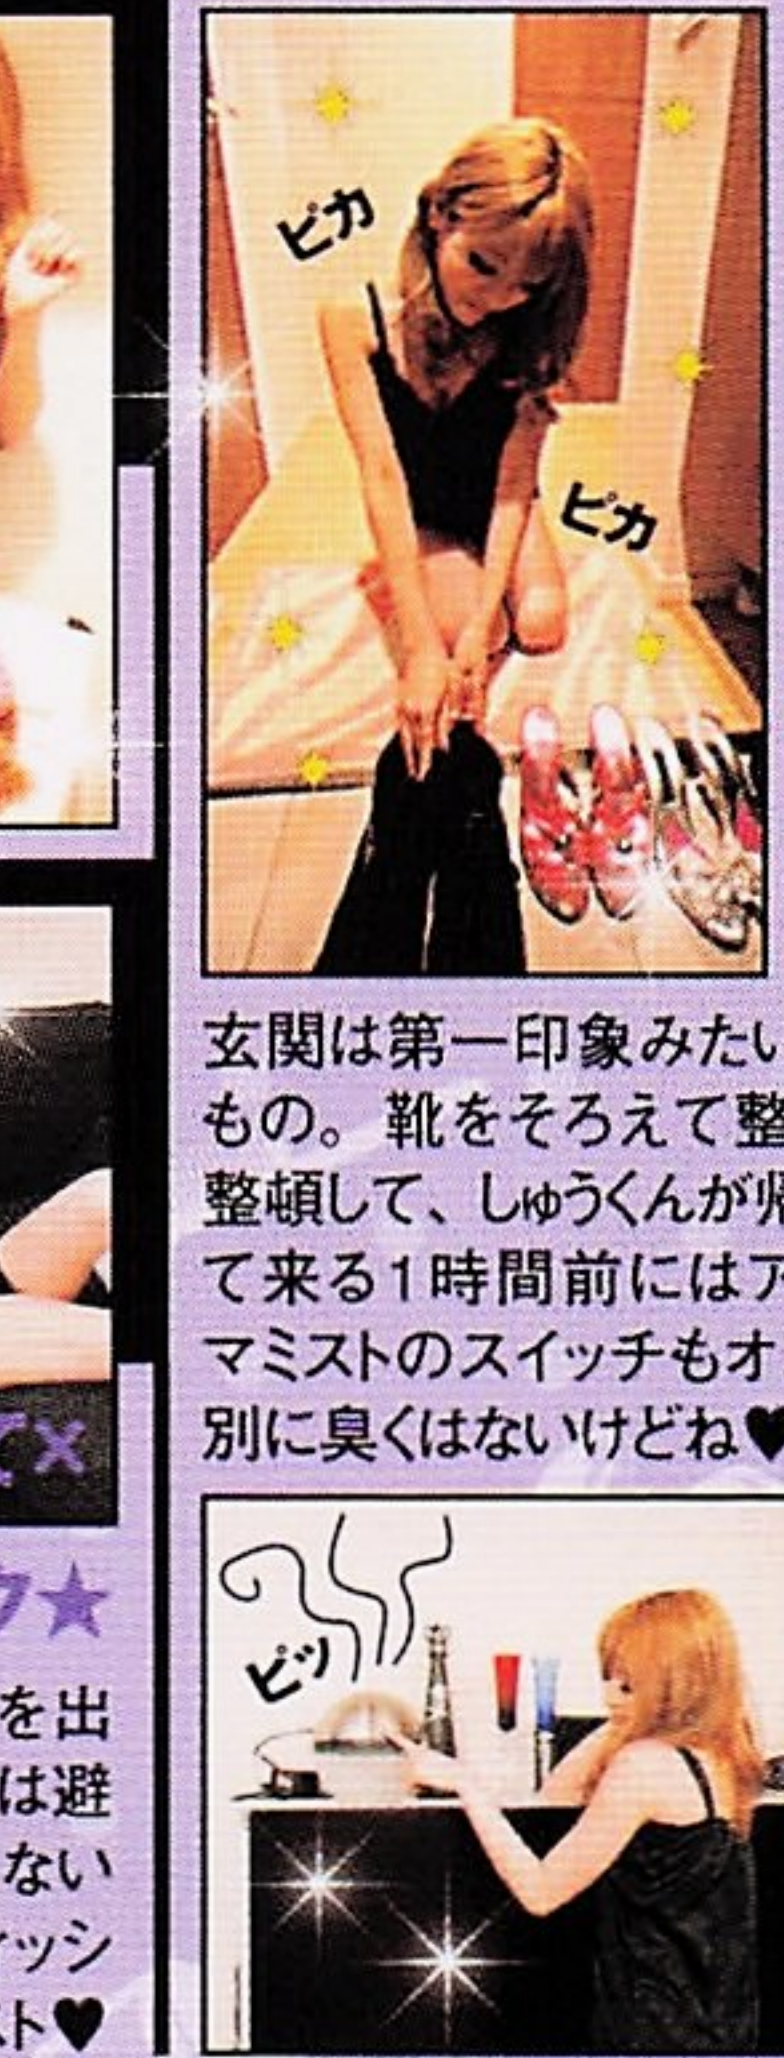 ピカ
ピカ
玄関は第一印象みたい
もの。靴をそろえて整
整頓して、しゅうくんが帰
て来る1時間前にはア
マミストのスイッチもオ
別に臭くはないけどね♥
ピッ
て×
ク★
を出
は避
ない
ィッシ
スト♥